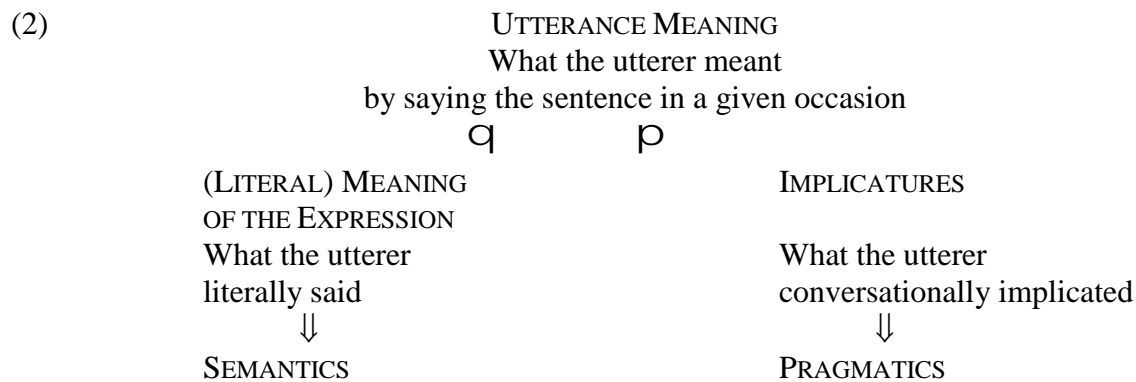 (2) UTTERANCE MEANING
What the utterer meant
by saying the sentence in a given occasion
q p
(LITERAL) MEANING IMPLICATURES
OF THE EXPRESSION
What the utterer What the utterer
literally said conversationally implicated
⇓ ⇓
SEMANTICS PRAGMATICS